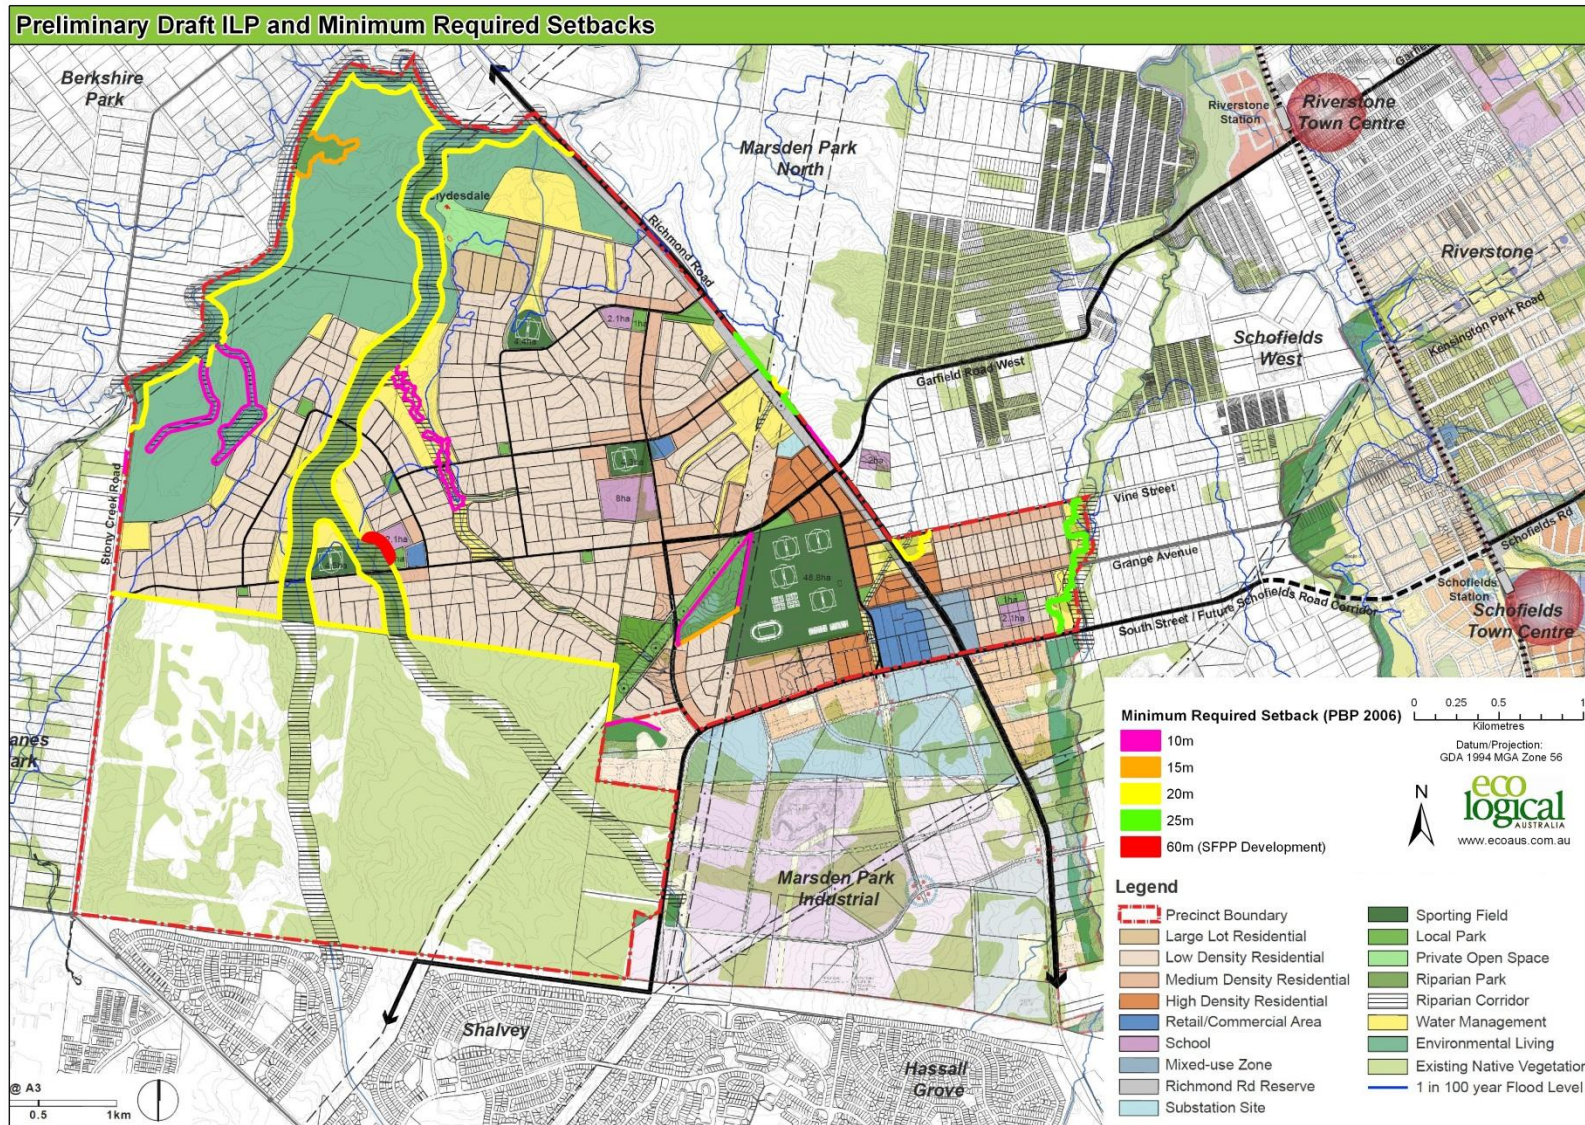 Preliminary Draft ILP and Minimum Required Setbacks
Berkshire
Park
Marsden Park
North
Riverstone
Station
Riverstone
Town Centre
Riverstone
Richmond Road
2.1ha
1ha
Garfield Road West
Schofields
West
Kensington Park Road
Stony Creek Road
8ha
2ha
Vine Street
Grange Avenue
Schofields Rd
2.1ha
48.8ha
1ha
2.1ha
South Street / Future Schofields Road Corridor
Schofields
Station
Schofields
Town Centre
anes
ark
Marsden Park
Industrial
Shalvey
Hassall
Grove
@ A3
0.5 1km
Minimum Required Setback (PBP 2006)
10m
15m
20m
25m
60m (SFPP Development)
0 0.25 0.5 1
Kilometres
Datum/Projection:
GDA 1994 MGA Zone 56
N
eco
logical
AUSTRALIA
www.ecoaus.com.au
Legend
Precinct Boundary
Large Lot Residential
Low Density Residential
Medium Density Residential
High Density Residential
Retail/Commercial Area
School
Mixed-use Zone
Richmond Rd Reserve
Substation Site
Sporting Field
Local Park
Private Open Space
Riparian Park
Riparian Corridor
Water Management
Environmental Living
Existing Native Vegetation
1 in 100 year Flood Level